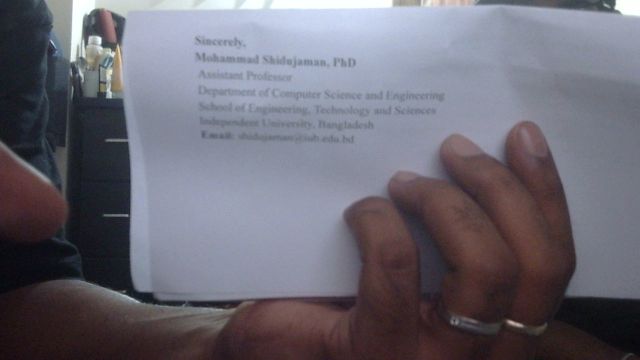 Sincerely,
Mohammad Shidujaman, PhD
Assistant Professor
Department of Computer Science and Engineering
School of Engineering, Technology and Sciences
Independent University, Bangladesh
Email: shidujaman@iub.edu.bd